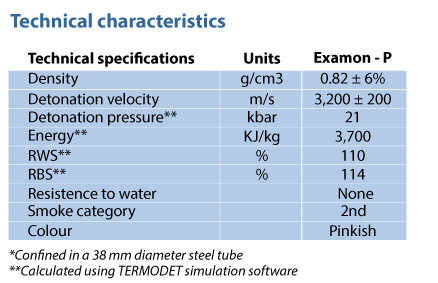 Technical characteristics
Technical specifications Units Examon - P
Density g/cm3 0.82 ± 6%
Detonation velocity m/s 3,200 ± 200
Detonation pressure** kbar 21
Energy** KJ/kg 3,700
RWS** % 110
RBS** % 114
Resistence to water None
Smoke category 2nd
Colour Pinkish
*Confined in a 38 mm diameter steel tube
**Calculated using TERMODET simulation software